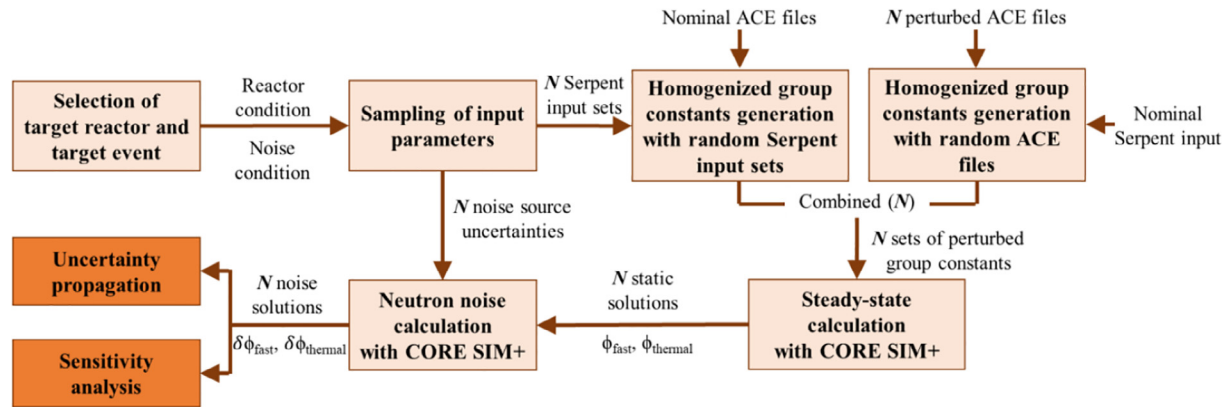 Nominal ACE files
N perturbed ACE files
Selection of
target reactor and
target event
Reactor
condition
Noise
condition
Sampling of input
parameters
N Serpent
input sets
Homogenized group
constants generation
with random Serpent
input sets
Homogenized group
constants generation
with random ACE
files
Nominal
Serpent input
Combined (N)
N noise source
uncertainties
N sets of perturbed
group constants
Uncertainty
propagation
Sensitivity
analysis
N noise
solutions
δϕfast, δϕthermal
Neutron noise
calculation
with CORE SIM+
N static
solutions
ϕfast, ϕthermal
Steady-state
calculation
with CORE SIM+